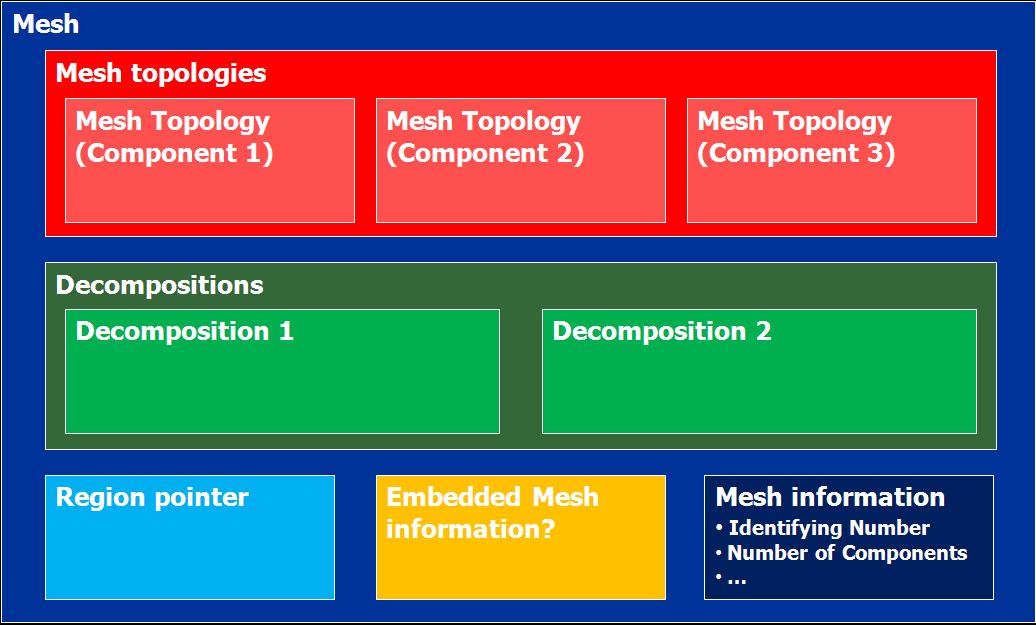 Mesh
Mesh topologies
Mesh Topology
(Component 1)
Mesh Topology
(Component 2)
Mesh Topology
(Component 3)
Decompositions
Decomposition 1
Decomposition 2
Region pointer
Embedded Mesh
information?
Mesh information
• Identifying Number
• Number of Components
• ...